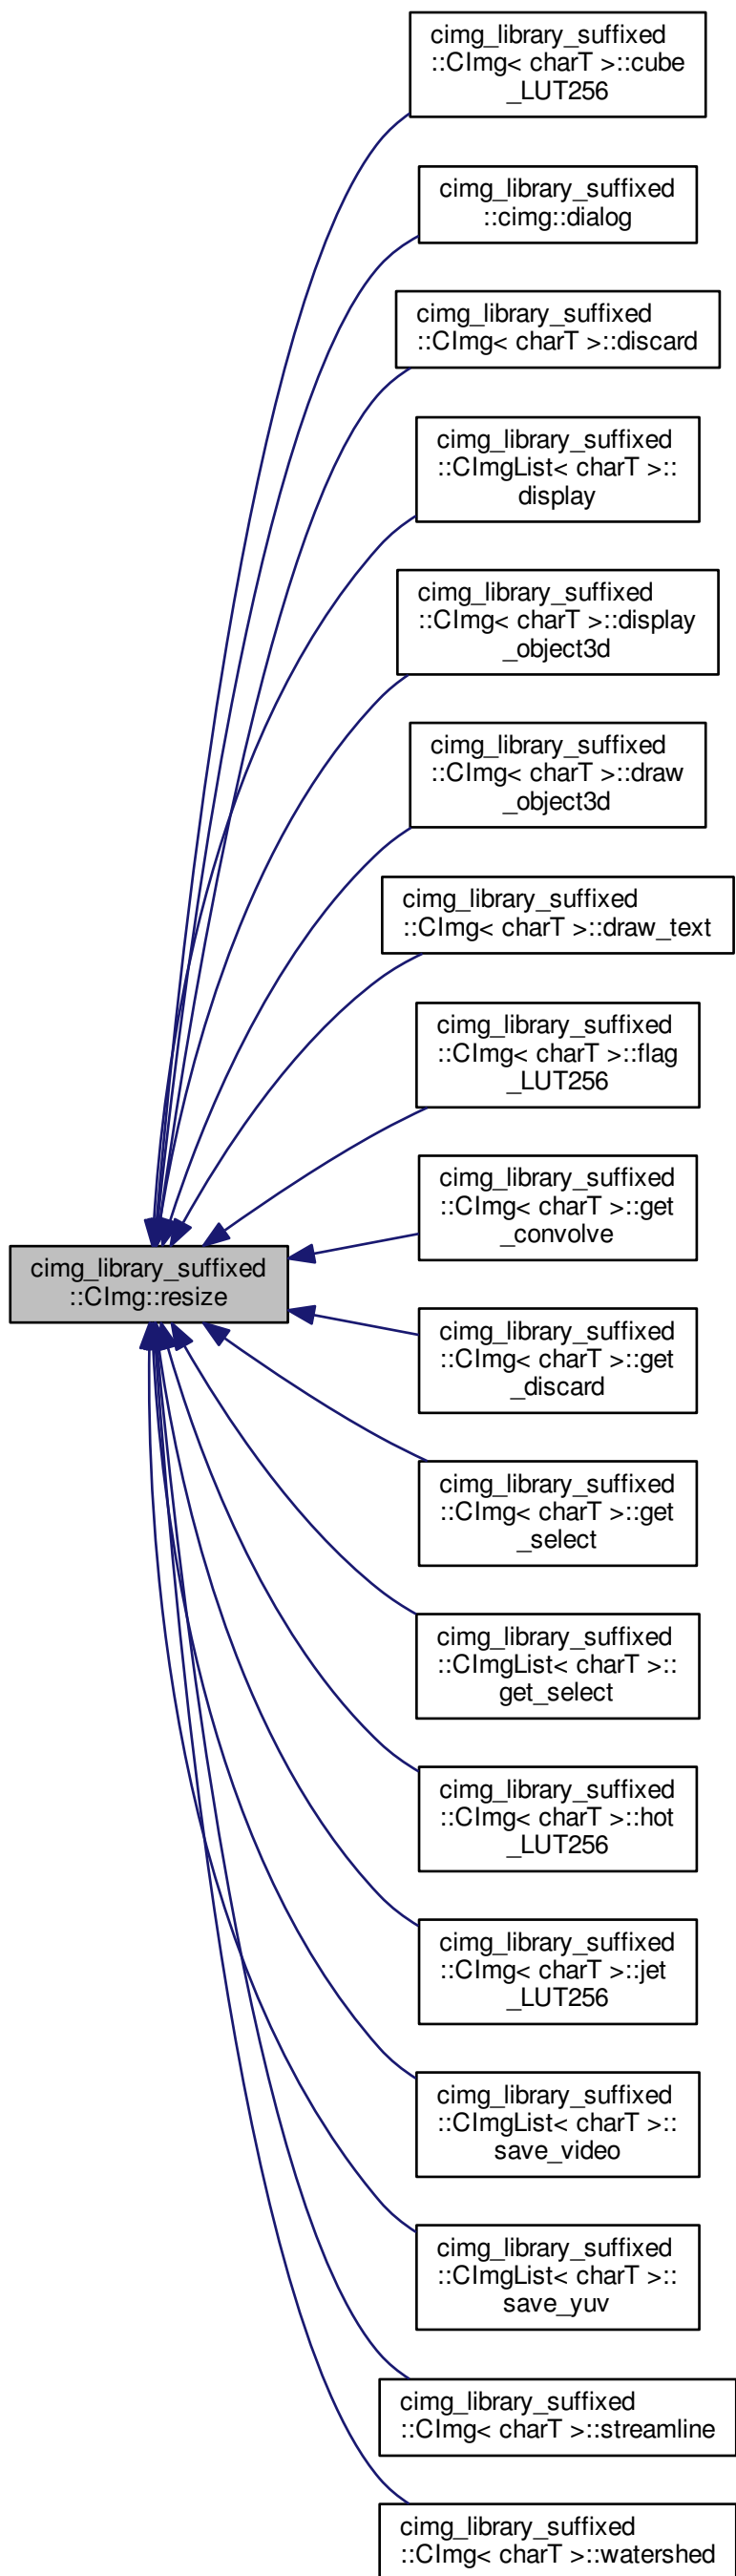 cimg_library_suffixed
::CImg< charT >::cube
_LUT256
cimg_library_suffixed
::cimg::dialog
cimg_library_suffixed
::CImg< charT >::discard
cimg_library_suffixed
::CImgList< charT >::
display
cimg_library_suffixed
::CImg< charT >::display
_object3d
cimg_library_suffixed
::CImg< charT >::draw
_object3d
cimg_library_suffixed
::CImg< charT >::draw_text
cimg_library_suffixed
::CImg< charT >::flag
_LUT256
cimg_library_suffixed
::CImg< charT >::get
_convolve
cimg_library_suffixed
::CImg::resize
cimg_library_suffixed
::CImg< charT >::get
_discard
cimg_library_suffixed
::CImg< charT >::get
_select
cimg_library_suffixed
::CImgList< charT >::
get_select
cimg_library_suffixed
::CImg< charT >::hot
_LUT256
cimg_library_suffixed
::CImg< charT >::jet
_LUT256
cimg_library_suffixed
::CImgList< charT >::
save_video
cimg_library_suffixed
::CImgList< charT >::
save_yuv
cimg_library_suffixed
::CImg< charT >::streamline
cimg_library_suffixed
::CImg< charT >::watershed